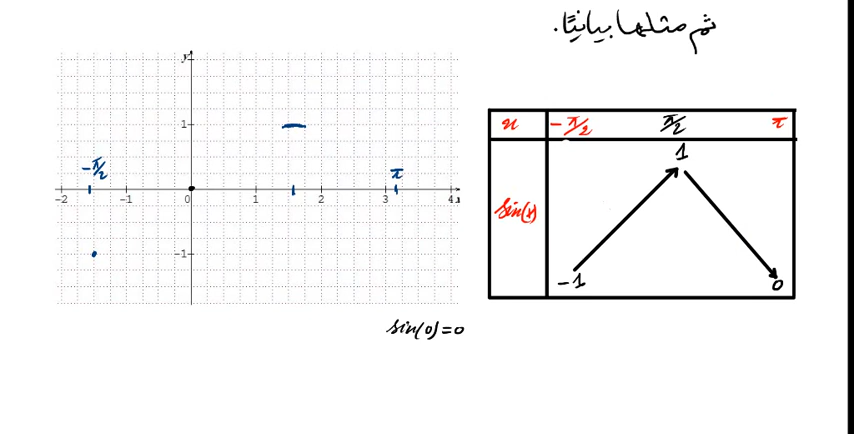 ثم مثلها بيانيًا.
y
1
-π/2
π
-2 -1 0 1 2 3 4 x
-1
x -π/2 π/2 π
1
sin(x)
-1 0
sin(0)=0